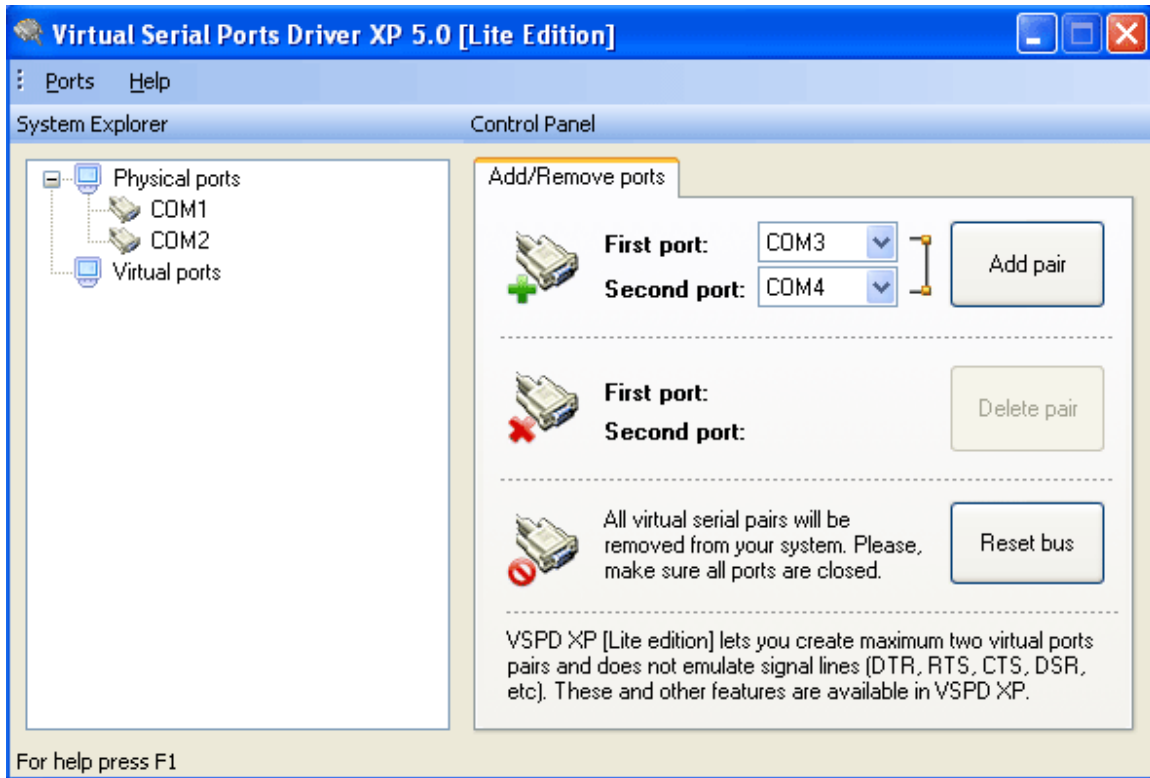 Virtual Serial Ports Driver XP 5.0 [Lite Edition]
Ports Help
System Explorer
Control Panel
Physical ports
COM1
COM2
Virtual ports
Add/Remove ports
First port: COM3
Second port: COM4
Add pair
First port:
Second port:
Delete pair
All virtual serial pairs will be
removed from your system. Please,
make sure all ports are closed.
Reset bus
VSPD XP [Lite edition] lets you create maximum two virtual ports
pairs and does not emulate signal lines (DTR, RTS, CTS, DSR,
etc). These and other features are available in VSPD XP.
For help press F1